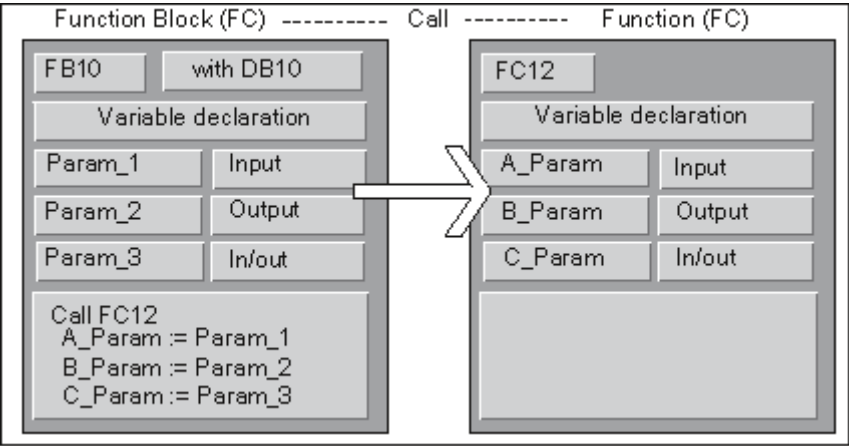 Function Block (FC) ----------- Call ----------- Function (FC)
FB10 with DB10
Variable declaration
Param_1 Input
Param_2 Output
Param_3 In/out
Call FC12
A_Param := Param_1
B_Param := Param_2
C_Param := Param_3
FC12
Variable declaration
A_Param Input
B_Param Output
C_Param In/out